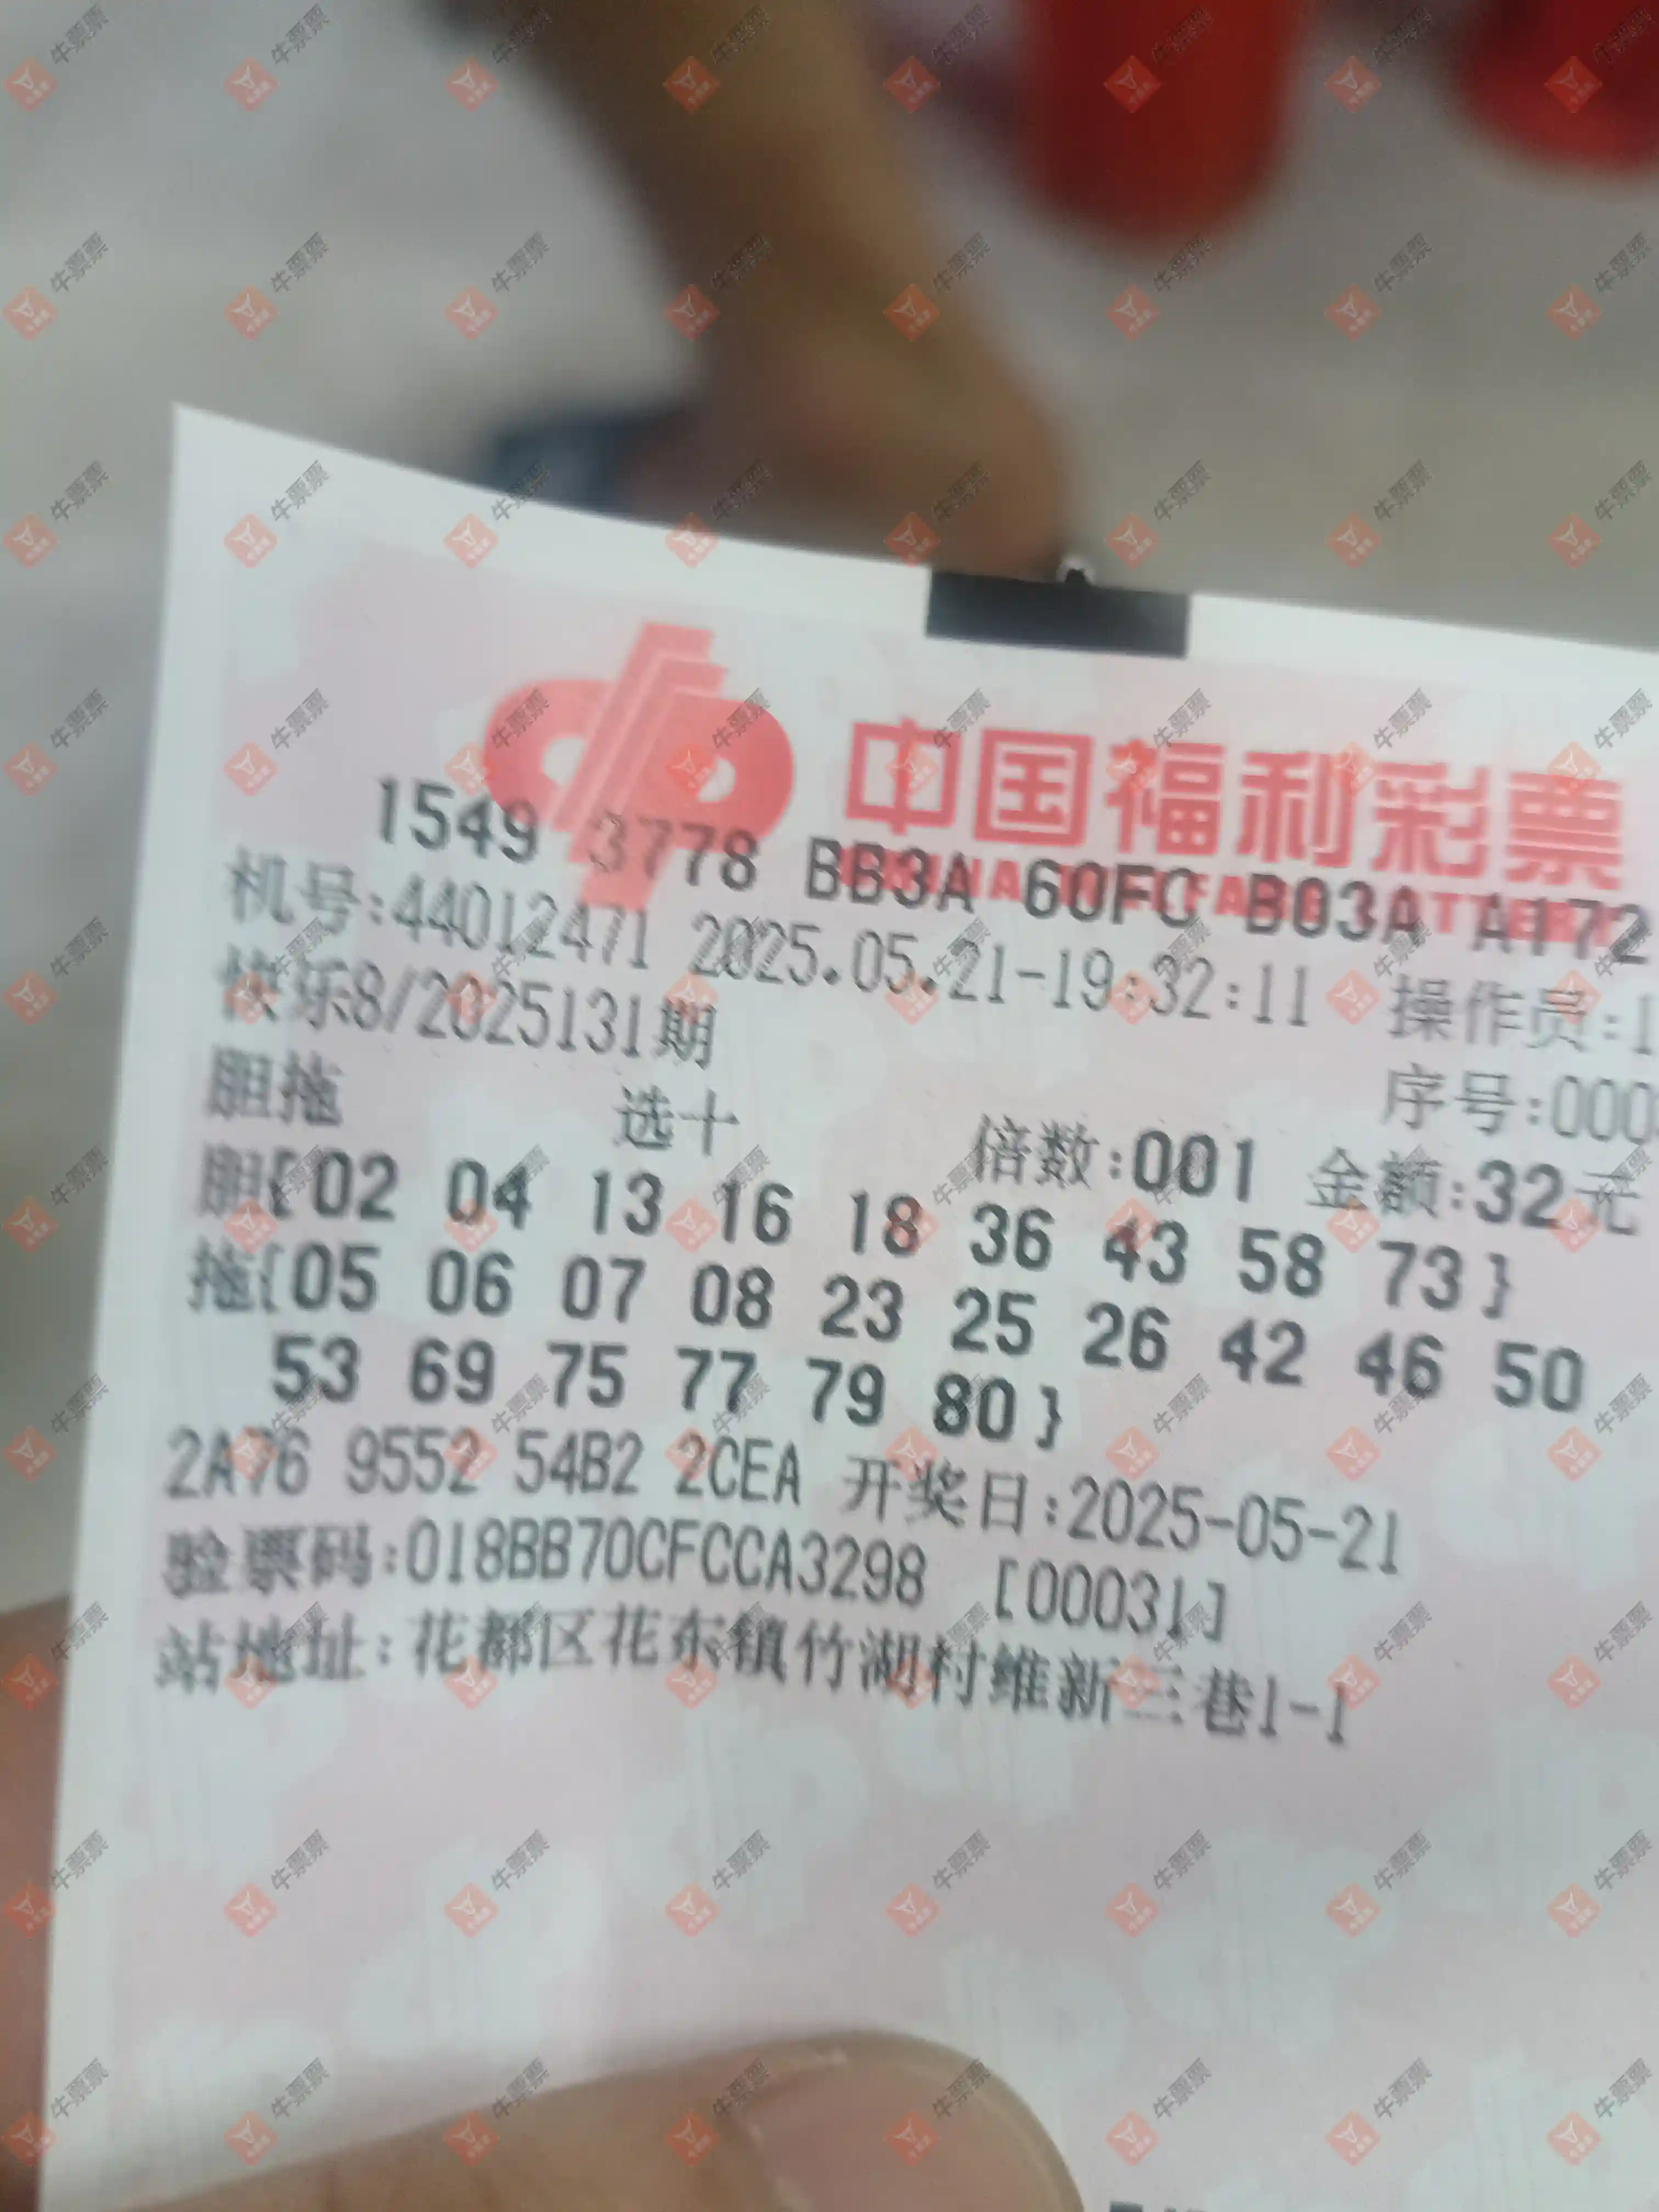 中国福利彩票
1549 3778 BB3A 60FC B03A A172
机号:44012471 2025.05.21-19:32:11 操作员:1
快乐8/2025131期 序号:000
胆拖 选十 倍数:001 金额:32元
胆{02 04 13 16 18 36 43 58 73}
拖{05 06 07 08 23 25 26 42 46 50
53 69 75 77 79 80}
2A76 9552 54B2 2CEA 开奖日:2025-05-21
验票码:018BB70CFCCA3298 [00031]
站地址:花都区花东镇竹湖村维新三巷1-1
牛票票